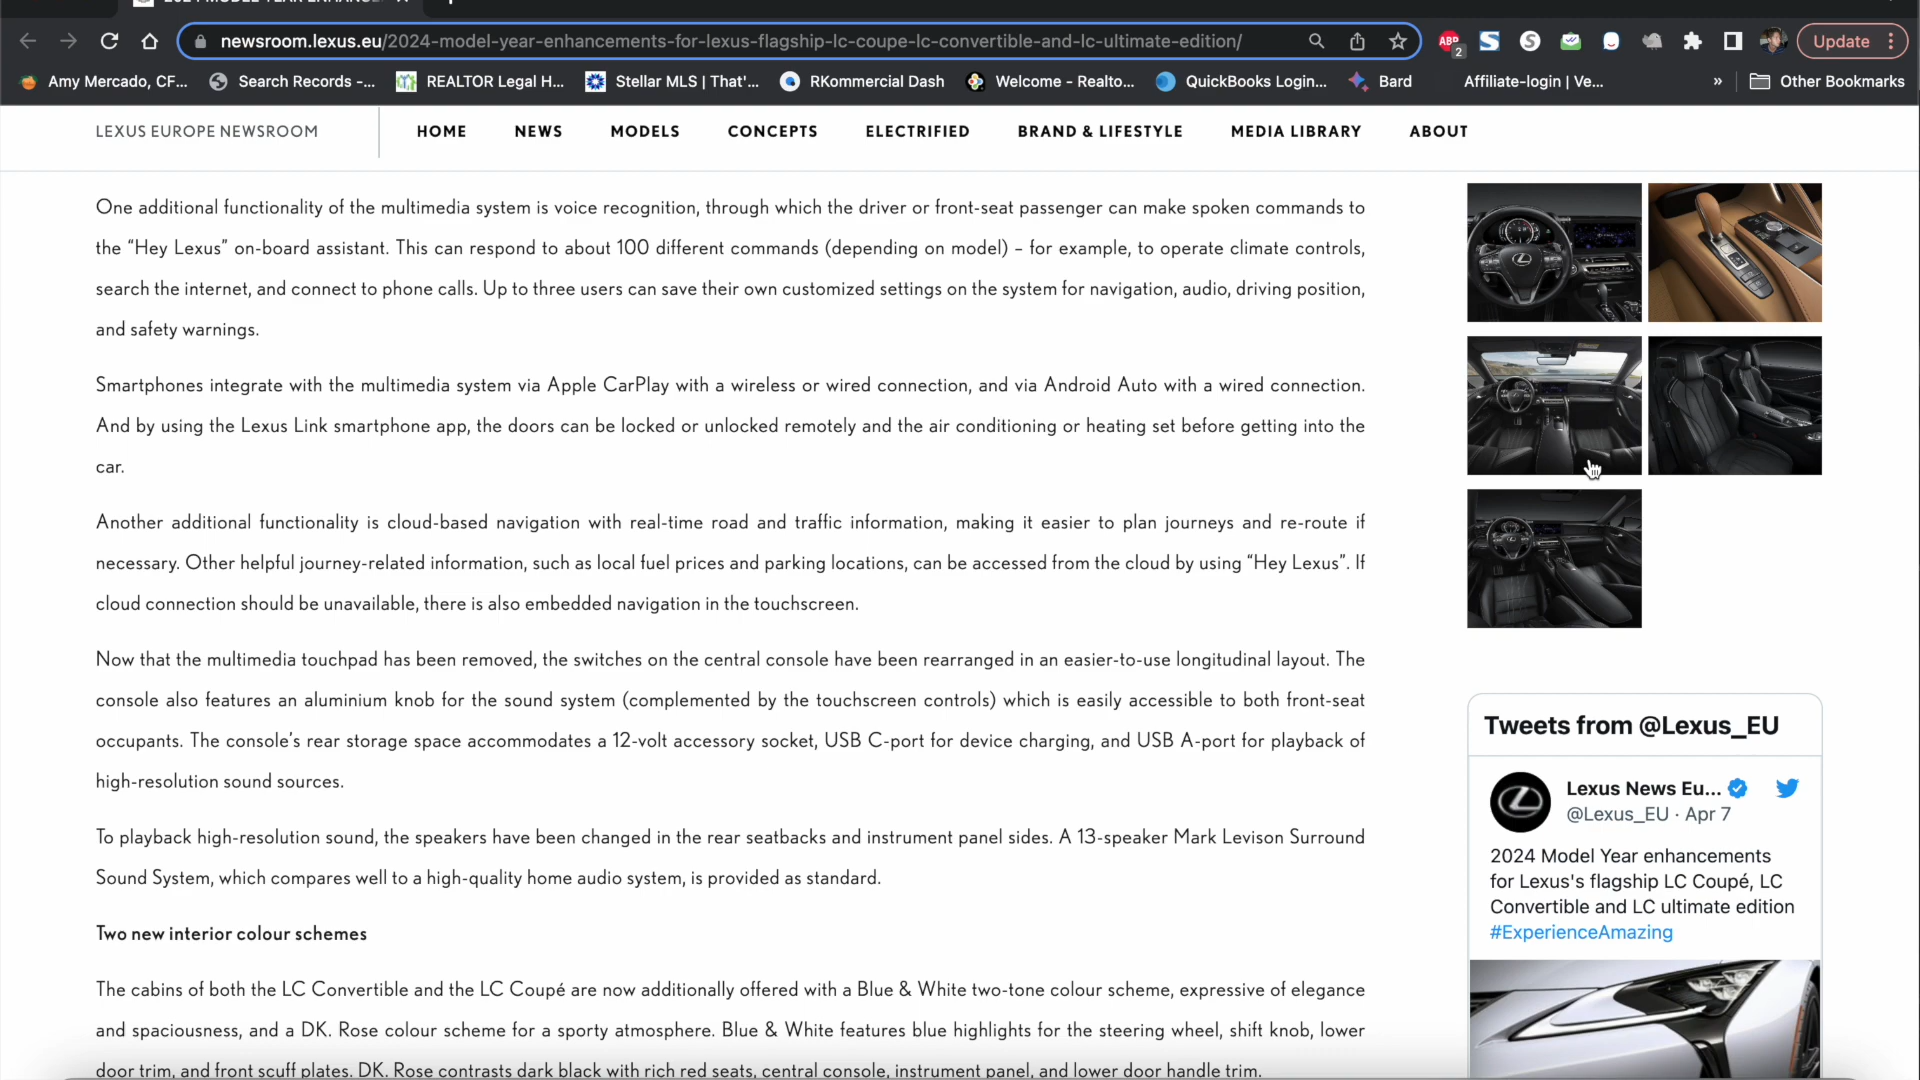 newsroom.lexus.eu/2024-model-year-enhancements-for-lexus-flagship-lc-coupe-lc-convertible-and-lc-ultimate-edition/
ABP
2
Update
Amy Mercado, CF...
Search Records -...
REALTOR Legal H...
Stellar MLS | That'...
RKommercial Dash
Welcome - Realto...
QuickBooks Login...
Bard
Affiliate-login | Ve...
»
Other Bookmarks
LEXUS EUROPE NEWSROOM
HOME
NEWS
MODELS
CONCEPTS
ELECTRIFIED
BRAND & LIFESTYLE
MEDIA LIBRARY
ABOUT
One additional functionality of the multimedia system is voice recognition, through which the driver or front-seat passenger can make spoken commands to
the “Hey Lexus” on-board assistant. This can respond to about 100 different commands (depending on model) – for example, to operate climate controls,
search the internet, and connect to phone calls. Up to three users can save their own customized settings on the system for navigation, audio, driving position,
and safety warnings.
Smartphones integrate with the multimedia system via Apple CarPlay with a wireless or wired connection, and via Android Auto with a wired connection.
And by using the Lexus Link smartphone app, the doors can be locked or unlocked remotely and the air conditioning or heating set before getting into the
car.
Another additional functionality is cloud-based navigation with real-time road and traffic information, making it easier to plan journeys and re-route if
necessary. Other helpful journey-related information, such as local fuel prices and parking locations, can be accessed from the cloud by using “Hey Lexus”. If
cloud connection should be unavailable, there is also embedded navigation in the touchscreen.
Now that the multimedia touchpad has been removed, the switches on the central console have been rearranged in an easier-to-use longitudinal layout. The
console also features an aluminium knob for the sound system (complemented by the touchscreen controls) which is easily accessible to both front-seat
occupants. The console’s rear storage space accommodates a 12-volt accessory socket, USB C-port for device charging, and USB A-port for playback of
high-resolution sound sources.
To playback high-resolution sound, the speakers have been changed in the rear seatbacks and instrument panel sides. A 13-speaker Mark Levison Surround
Sound System, which compares well to a high-quality home audio system, is provided as standard.
Two new interior colour schemes
The cabins of both the LC Convertible and the LC Coupé are now additionally offered with a Blue & White two-tone colour scheme, expressive of elegance
and spaciousness, and a DK. Rose colour scheme for a sporty atmosphere. Blue & White features blue highlights for the steering wheel, shift knob, lower
door trim, and front scuff plates. DK. Rose contrasts dark black with rich red seats, central console, instrument panel, and lower door handle trim.
Tweets from @Lexus_EU
Lexus News Eu...
@Lexus_EU · Apr 7
2024 Model Year enhancements
for Lexus's flagship LC Coupé, LC
Convertible and LC ultimate edition
#ExperienceAmazing